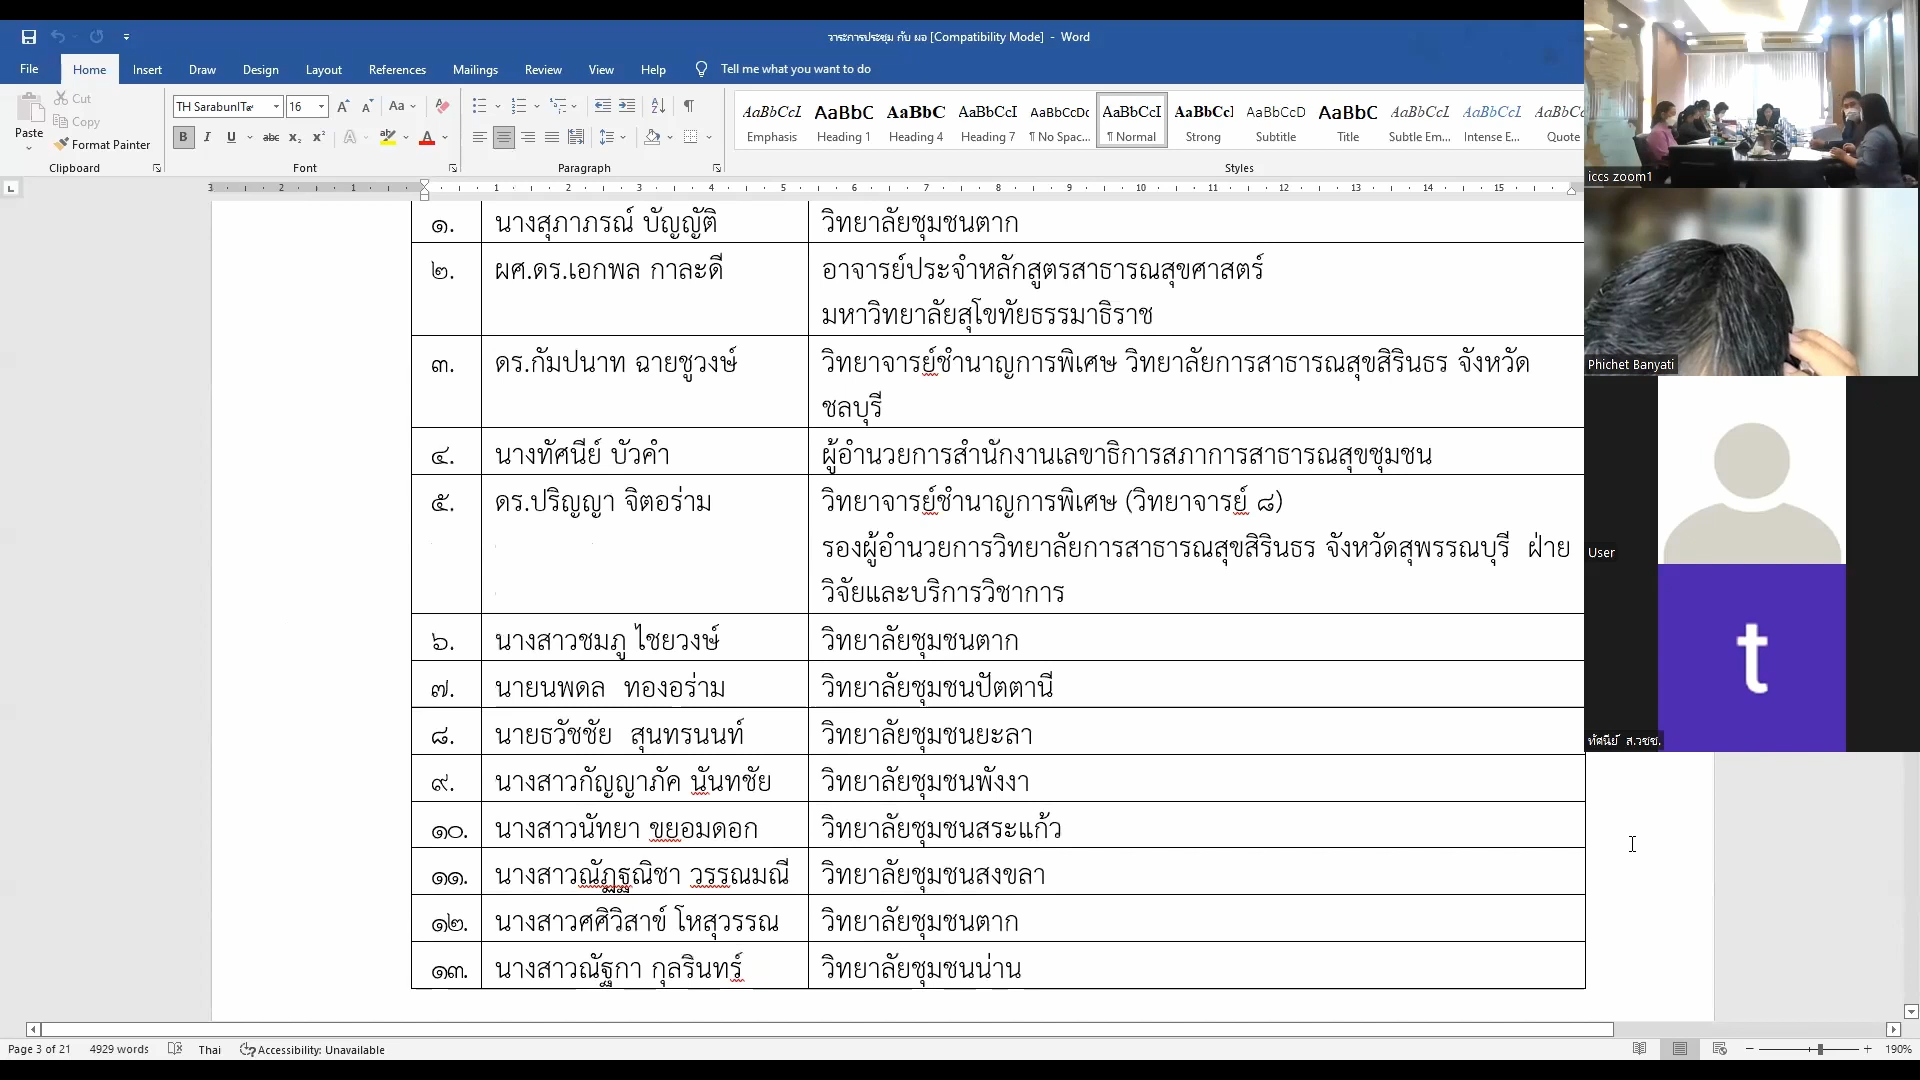 วาระการประชุม กับ ผอ [Compatibility Mode] - Word
File Home Insert Draw Design Layout References Mailings Review View Help Tell me what you want to do
Paste
Cut
Copy
Format Painter
TH SarabunIT๙ 16
AaBbCcI Emphasis
AaBbC Heading 1
AaBbC Heading 4
AaBbCcI Heading 7
AaBbCcDc ¶ No Spac...
AaBbCcI ¶ Normal
AaBbCcI Strong
AaBbCcD Subtitle
AaBbC Title
AaBbCcI Subtle Em...
AaBbCcI Intense E...
AaBbCc Quote
Clipboard Font Paragraph Styles
3 2 1 1 2 3 4 5 6 7 8 9 10 11 12 13 14 15
๑. นางสุภาภรณ์ บัญญัติ วิทยาลัยชุมชนตาก
๒. ผศ.ดร.เอกพล กาละดี อาจารย์ประจำหลักสูตรสาธารณสุขศาสตร์
มหาวิทยาลัยสุโขทัยธรรมาธิราช
๓. ดร.กัมปนาท ฉายชูวงษ์ วิทยาจารย์ชำนาญการพิเศษ วิทยาลัยการสาธารณสุขสิรินธร จังหวัด
ชลบุรี
๔. นางทัศนีย์ บัวคำ ผู้อำนวยการสำนักงานเลขาธิการสภาการสาธารณสุขชุมชน
๕. ดร.ปริญญา จิตอร่าม วิทยาจารย์ชำนาญการพิเศษ (วิทยาจารย์ ๘)
รองผู้อำนวยการวิทยาลัยการสาธารณสุขสิรินธร จังหวัดสุพรรณบุรี ฝ่าย
วิจัยและบริการวิชาการ
๖. นางสาวชมภู ไชยวงษ์ วิทยาลัยชุมชนตาก
๗. นายนพดล ทองอร่าม วิทยาลัยชุมชนปัตตานี
๘. นายธวัชชัย สุนทรนนท์ วิทยาลัยชุมชนยะลา
๙. นางสาวกัญญาภัค นันทชัย วิทยาลัยชุมชนพังงา
๑๐. นางสาวนัทยา ขยอมดอก วิทยาลัยชุมชนสระแก้ว
๑๑. นางสาวณัฏฐณิชา วรรณมณี วิทยาลัยชุมชนสงขลา
๑๒. นางสาวศศิวิสาข์ โหสุวรรณ วิทยาลัยชุมชนตาก
๑๓. นางสาวณัฐกา กุลรินทร์ วิทยาลัยชุมชนน่าน
iccs zoom1
Phichet Banyati
User
t
ทัศนีย์ ส.วชช.
Page 3 of 21 4929 words Thai Accessibility: Unavailable 190%